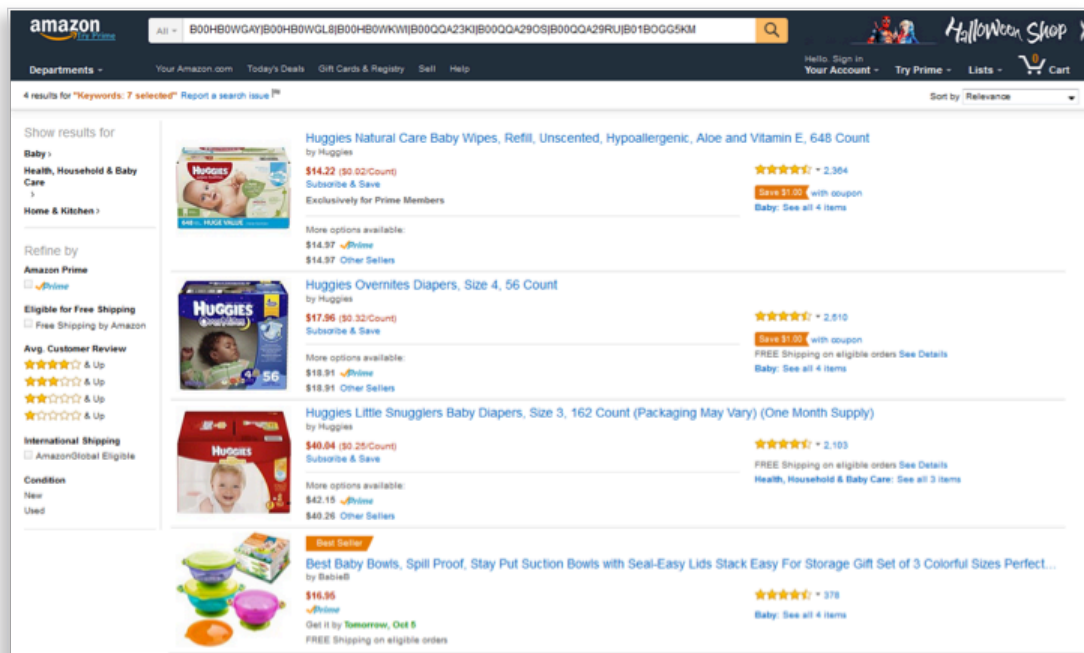 amazon
Try Prime
All
B00HB0WGAY|B00HB0WGL8|B00HB0WKWI|B00QQA23KI|B00QQA29OS|B00QQA29RU|B01BOGG5KM
Halloween Shop
Departments
Your Amazon.com Today's Deals Gift Cards & Registry Sell Help
Hello. Sign in
Your Account Try Prime Lists 0 Cart
4 results for "Keywords: 7 selected" Report a search issue
Sort by Relevance
Show results for
Baby
Health, Household & Baby
Care
Home & Kitchen
Refine by
Amazon Prime
Prime
Eligible for Free Shipping
Free Shipping by Amazon
Avg. Customer Review
& Up
& Up
& Up
& Up
International Shipping
AmazonGlobal Eligible
Condition
New
Used
HUGGIES
648 HUGE VALUE
Huggies Natural Care Baby Wipes, Refill, Unscented, Hypoallergenic, Aloe and Vitamin E, 648 Count
by Huggies
$14.22 ($0.02/Count)
Subscribe & Save
Exclusively for Prime Members
More options available:
$14.97 Prime
$14.97 Other Sellers
2,364
Save $1.00 with coupon
Baby: See all 4 items
HUGGIES
4 56
Huggies Overnites Diapers, Size 4, 56 Count
by Huggies
$17.96 ($0.32/Count)
Subscribe & Save
More options available:
$18.91 Prime
$18.91 Other Sellers
2,510
Save $1.00 with coupon
FREE Shipping on eligible orders See Details
Baby: See all 4 items
HUGGIES
Huggies Little Snugglers Baby Diapers, Size 3, 162 Count (Packaging May Vary) (One Month Supply)
by Huggies
$40.04 ($0.25/Count)
Subscribe & Save
More options available:
$42.15 Prime
$40.26 Other Sellers
2,103
FREE Shipping on eligible orders See Details
Health, Household & Baby Care: See all 3 items
Best Seller
Best Baby Bowls, Spill Proof, Stay Put Suction Bowls with Seal-Easy Lids Stack Easy For Storage Gift Set of 3 Colorful Sizes Perfect...
by BabieB
$16.95
Prime
Get it by Tomorrow, Oct 5
FREE Shipping on eligible orders
378
Baby: See all 4 items